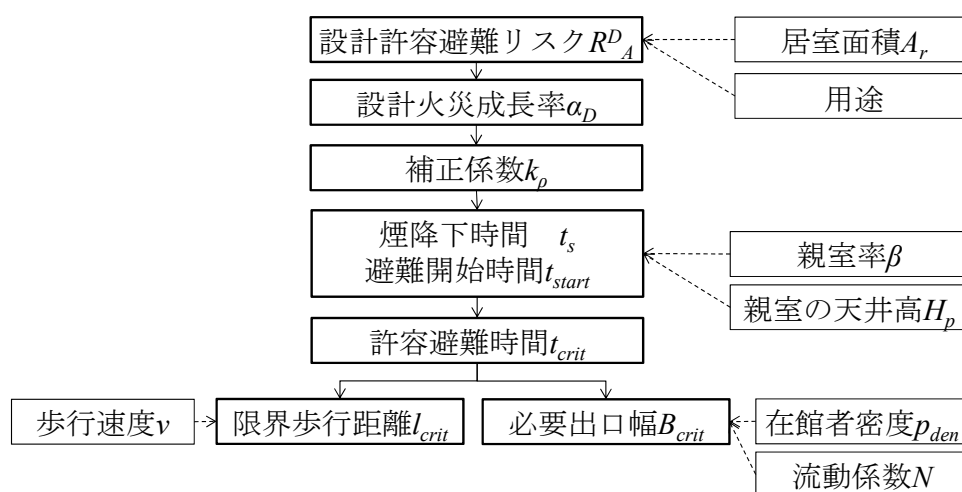 設計許容避難リスクR^D_A
居室面積A_r
用途
設計火災成長率α_D
補正係数k_ρ
煙降下時間 t_s
避難開始時間t_start
親室率β
親室の天井高H_p
許容避難時間t_crit
歩行速度v
限界歩行距離l_crit
必要出口幅B_crit
在館者密度p_den
流動係数N